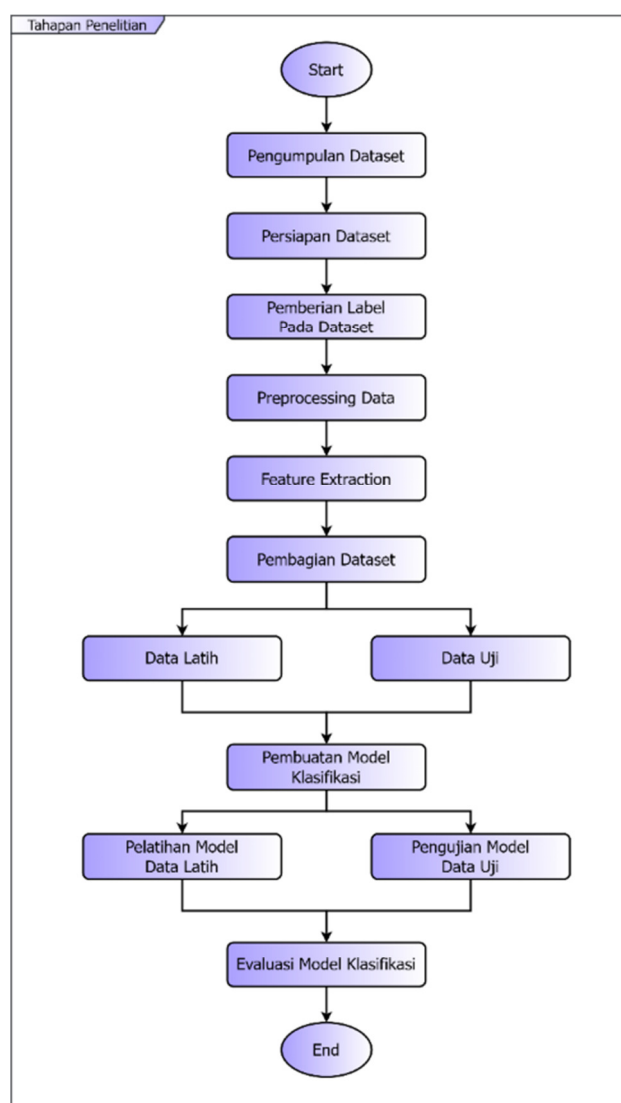 Tahapan Penelitian
Start
Pengumpulan Dataset
Persiapan Dataset
Pemberian Label
Pada Dataset
Preprocessing Data
Feature Extraction
Pembagian Dataset
Data Latih
Data Uji
Pembuatan Model
Klasifikasi
Pelatihan Model
Data Latih
Pengujian Model
Data Uji
Evaluasi Model Klasifikasi
End